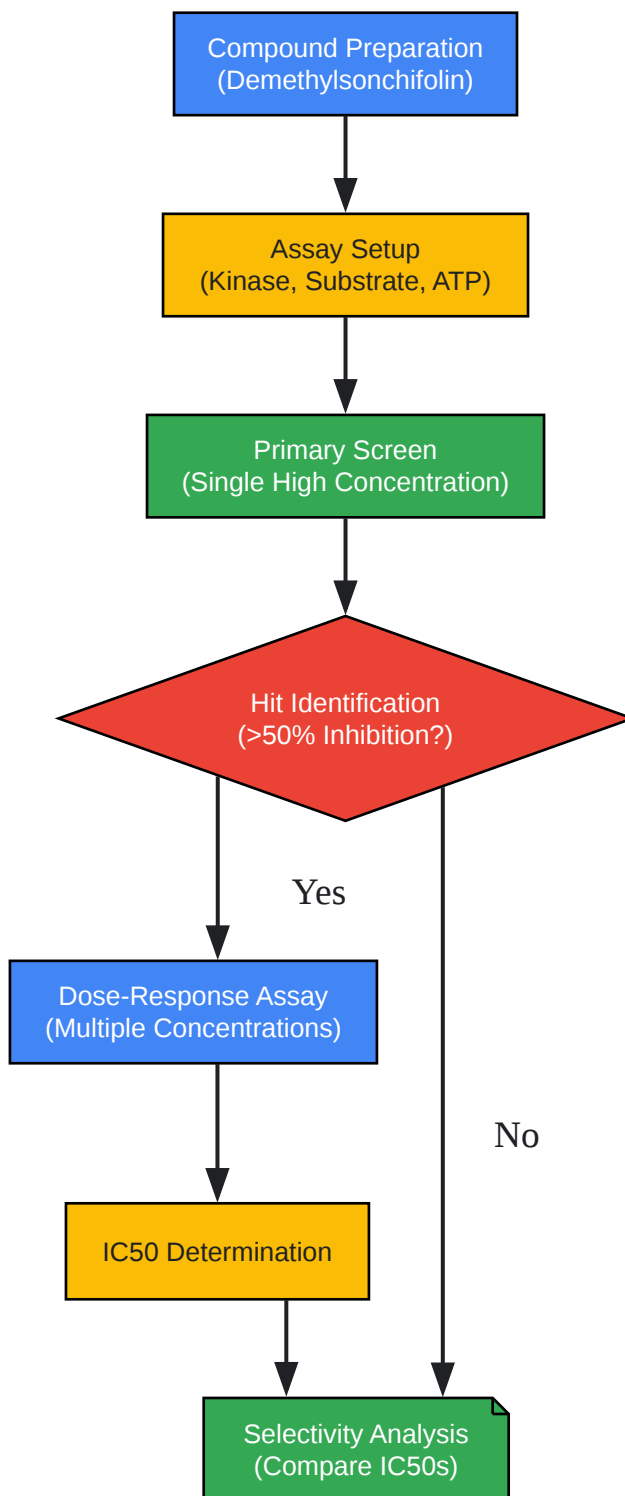 Compound Preparation
(Demethylsonchifolin)
Assay Setup
(Kinase, Substrate, ATP)
Primary Screen
(Single High Concentration)
Hit Identification
(>50% Inhibition?)
Yes
Dose-Response Assay
(Multiple Concentrations)
No
IC50 Determination
Selectivity Analysis
(Compare IC50s)